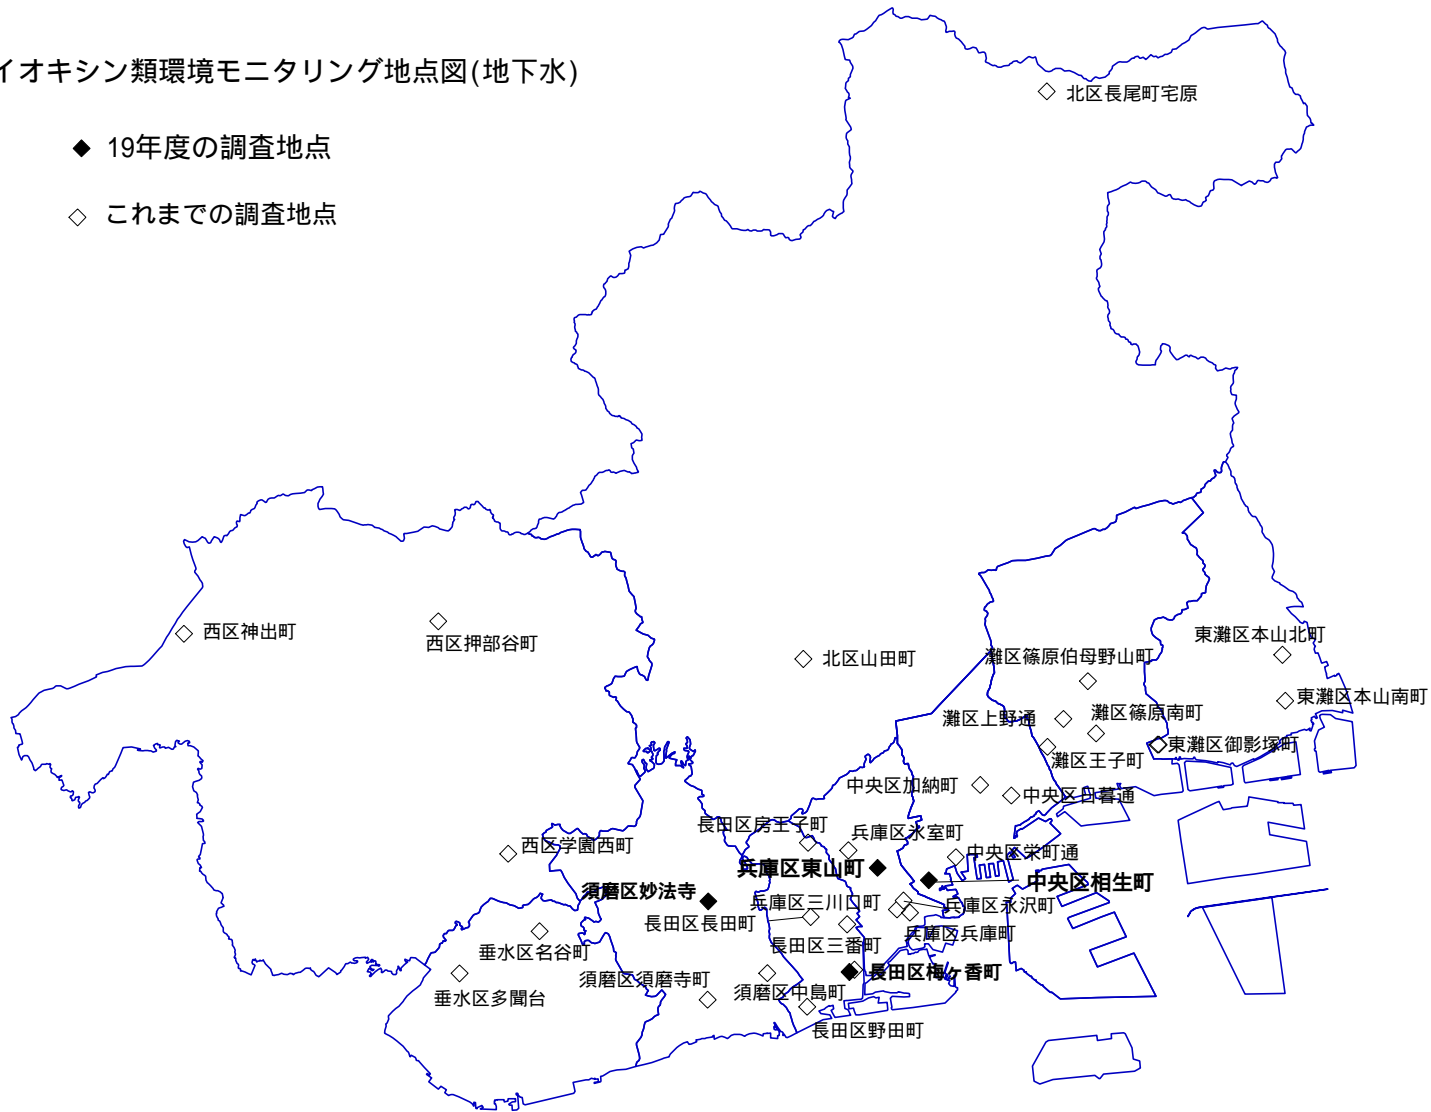 イオキシン類環境モニタリング地点図(地下水)
北区長尾町宅原
◆ 19年度の調査地点
◇ これまでの調査地点
西区神出町
西区押部谷町
北区山田町
灘区篠原伯母野山町
東灘区本山北町
東灘区本山南町
灘区上野通
灘区篠原南町
東灘区御影塚町
灘区王子町
中央区加納町
中央区日暮通
長田区房王子町
兵庫区氷室町
西区学園西町
中央区栄町通
兵庫区東山町
中央区相生町
須磨区妙法寺
兵庫区三川口町
兵庫区永沢町
長田区長田町
兵庫区兵庫町
長田区三番町
垂水区名谷町
長田区梅ヶ香町
須磨区須磨寺町
須磨区中島町
垂水区多聞台
長田区野田町